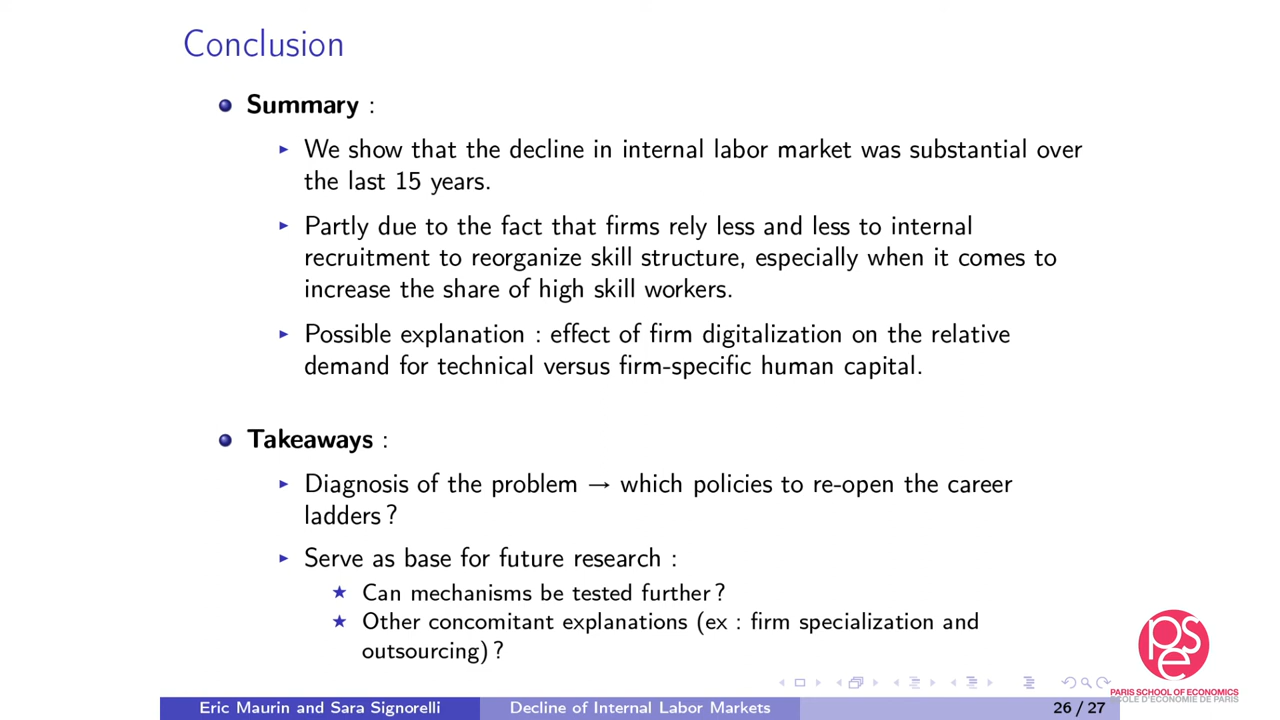 Conclusion
Summary :
We show that the decline in internal labor market was substantial over
the last 15 years.
Partly due to the fact that firms rely less and less to internal
recruitment to reorganize skill structure, especially when it comes to
increase the share of high skill workers.
Possible explanation : effect of firm digitalization on the relative
demand for technical versus firm-specific human capital.
Takeaways :
Diagnosis of the problem → which policies to re-open the career
ladders ?
Serve as base for future research :
Can mechanisms be tested further ?
Other concomitant explanations (ex : firm specialization and
outsourcing) ?
pse
PARIS SCHOOL OF ECONOMICS
ÉCOLE D'ÉCONOMIE DE PARIS
Eric Maurin and Sara Signorelli Decline of Internal Labor Markets 26 / 27